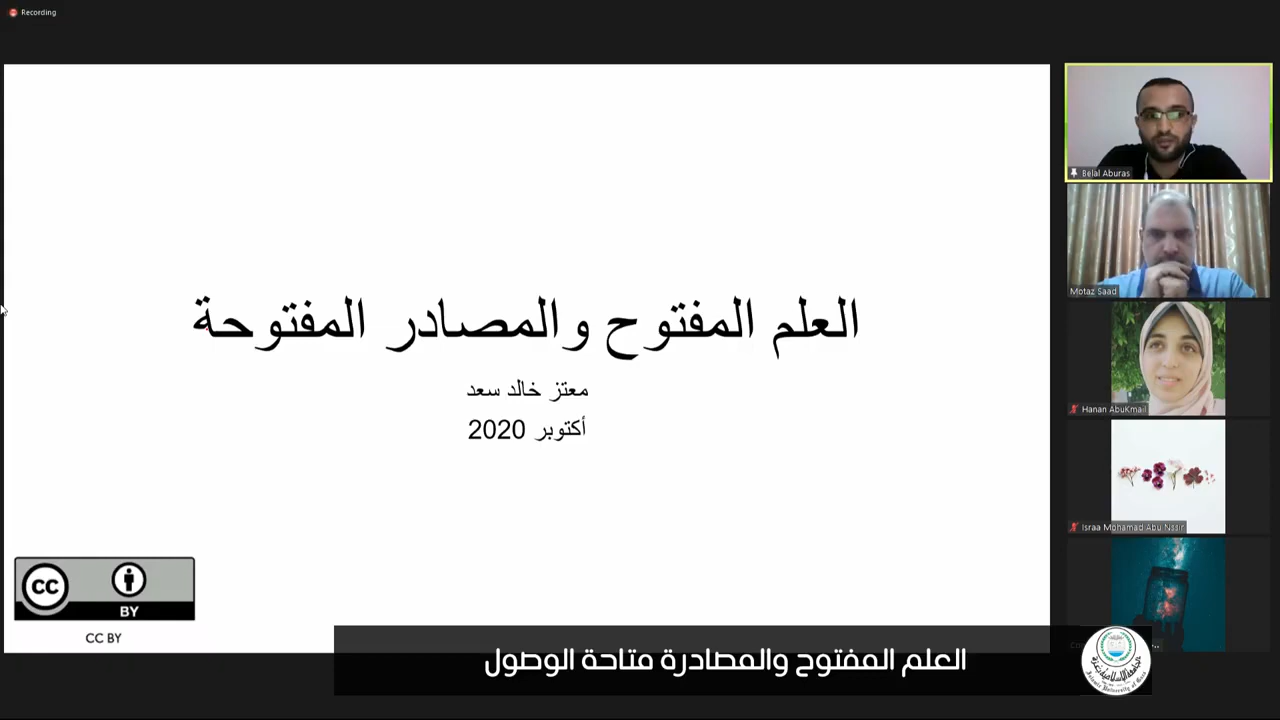 Recording
العلم المفتوح والمصادر المفتوحة
معتز خالد سعد
أكتوبر 2020
CC
BY
CC BY
Belal Aburas
Motaz Saad
Hanan AbuKmail
Israa Mohamad Abu Nssir
العلم المفتوح والمصادرة متاحة الوصول